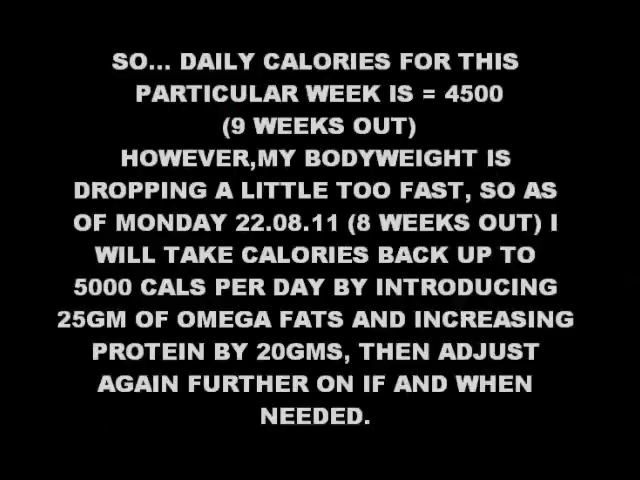 SO... DAILY CALORIES FOR THIS
PARTICULAR WEEK IS = 4500
(9 WEEKS OUT)
HOWEVER,MY BODYWEIGHT IS
DROPPING A LITTLE TOO FAST, SO AS
OF MONDAY 22.08.11 (8 WEEKS OUT) I
WILL TAKE CALORIES BACK UP TO
5000 CALS PER DAY BY INTRODUCING
25GM OF OMEGA FATS AND INCREASING
PROTEIN BY 20GMS, THEN ADJUST
AGAIN FURTHER ON IF AND WHEN
NEEDED.